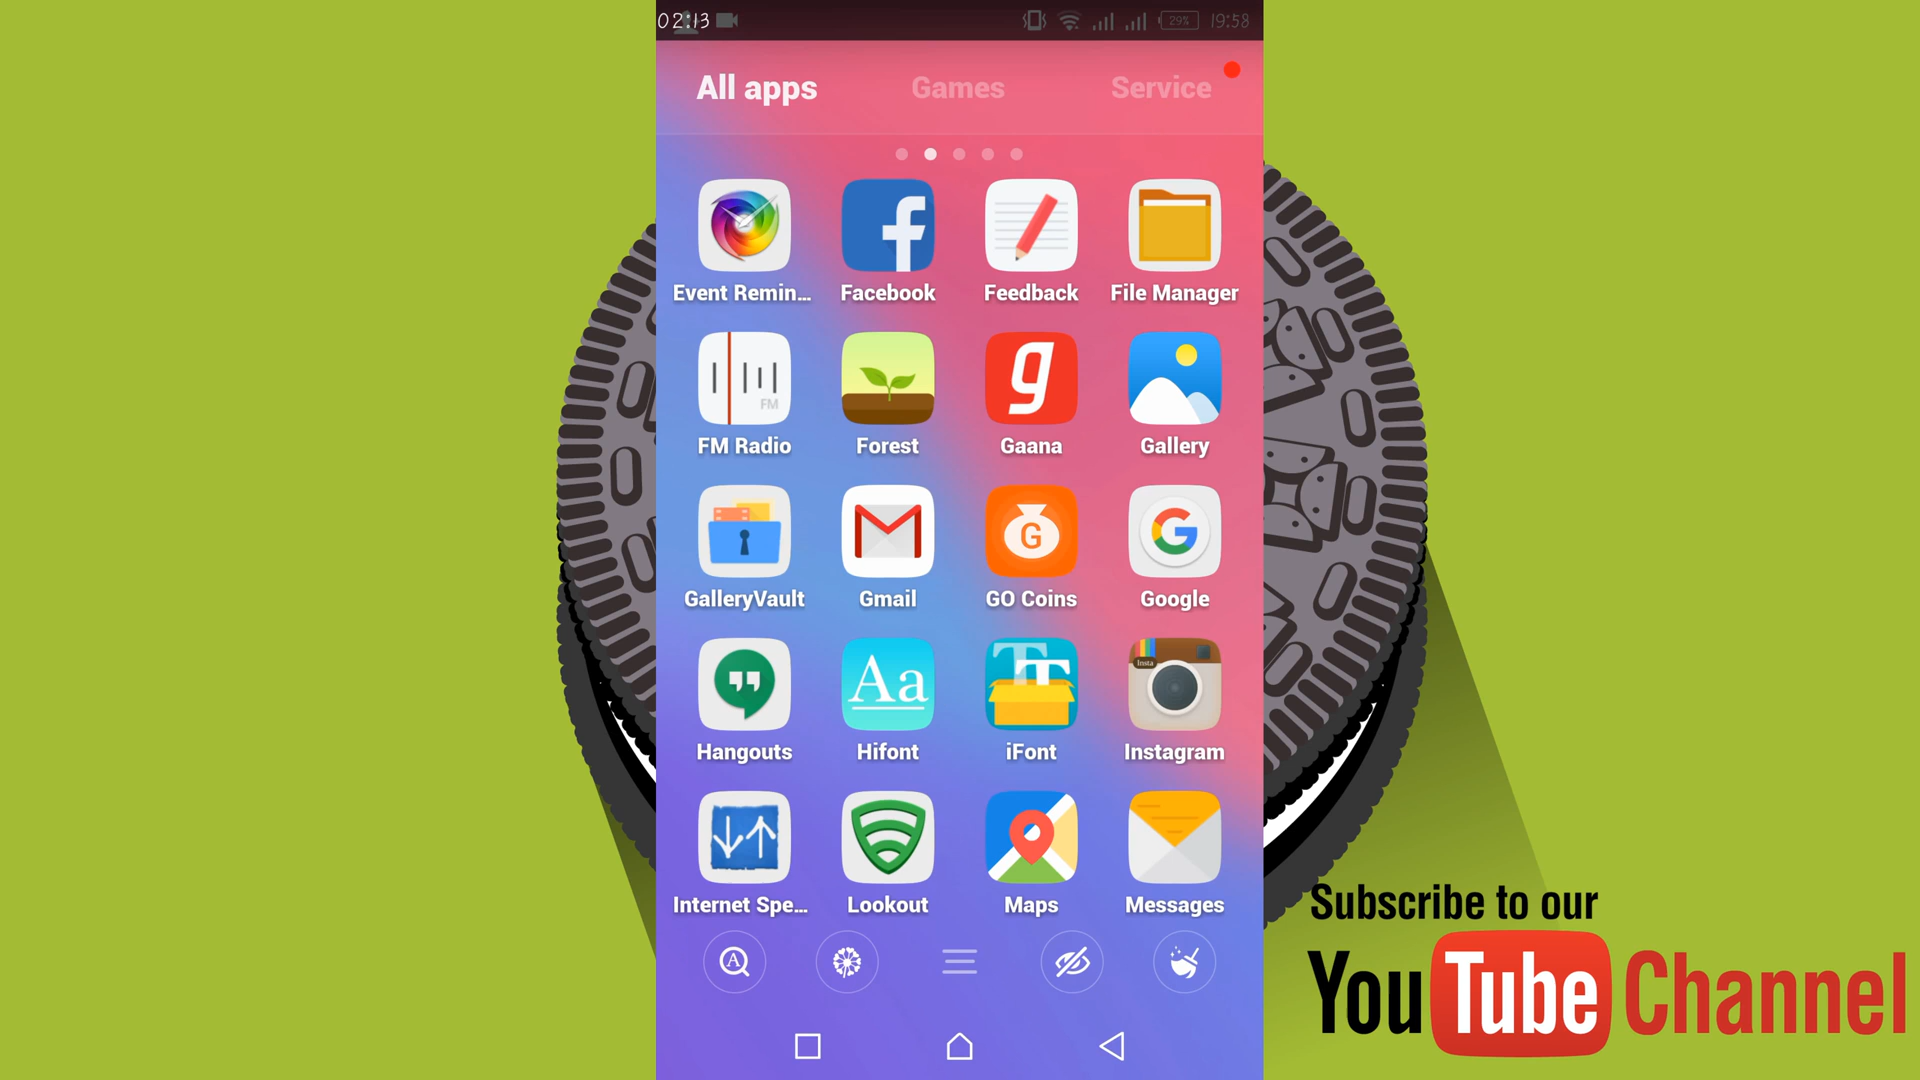 02:13 29% 19:58
All apps Games Service
Event Remin... Facebook Feedback File Manager
FM
FM Radio Forest Gaana Gallery
G
GalleryVault Gmail GO Coins Google
Aa Insta
Hangouts Hifont iFont Instagram
Internet Spe... Lookout Maps Messages
A
Subscribe to our
YouTube Channel